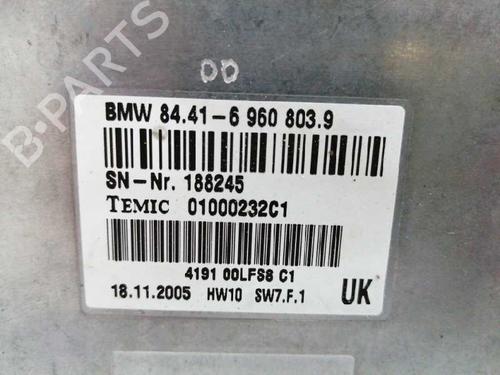 00
B-PARTS
BMW 84.41-6 960 803.9
SN-Nr. 188245
TEMIC 01000232C1
4191 00LFS8 C1
18.11.2005 HW10 SW7.F.1 UK